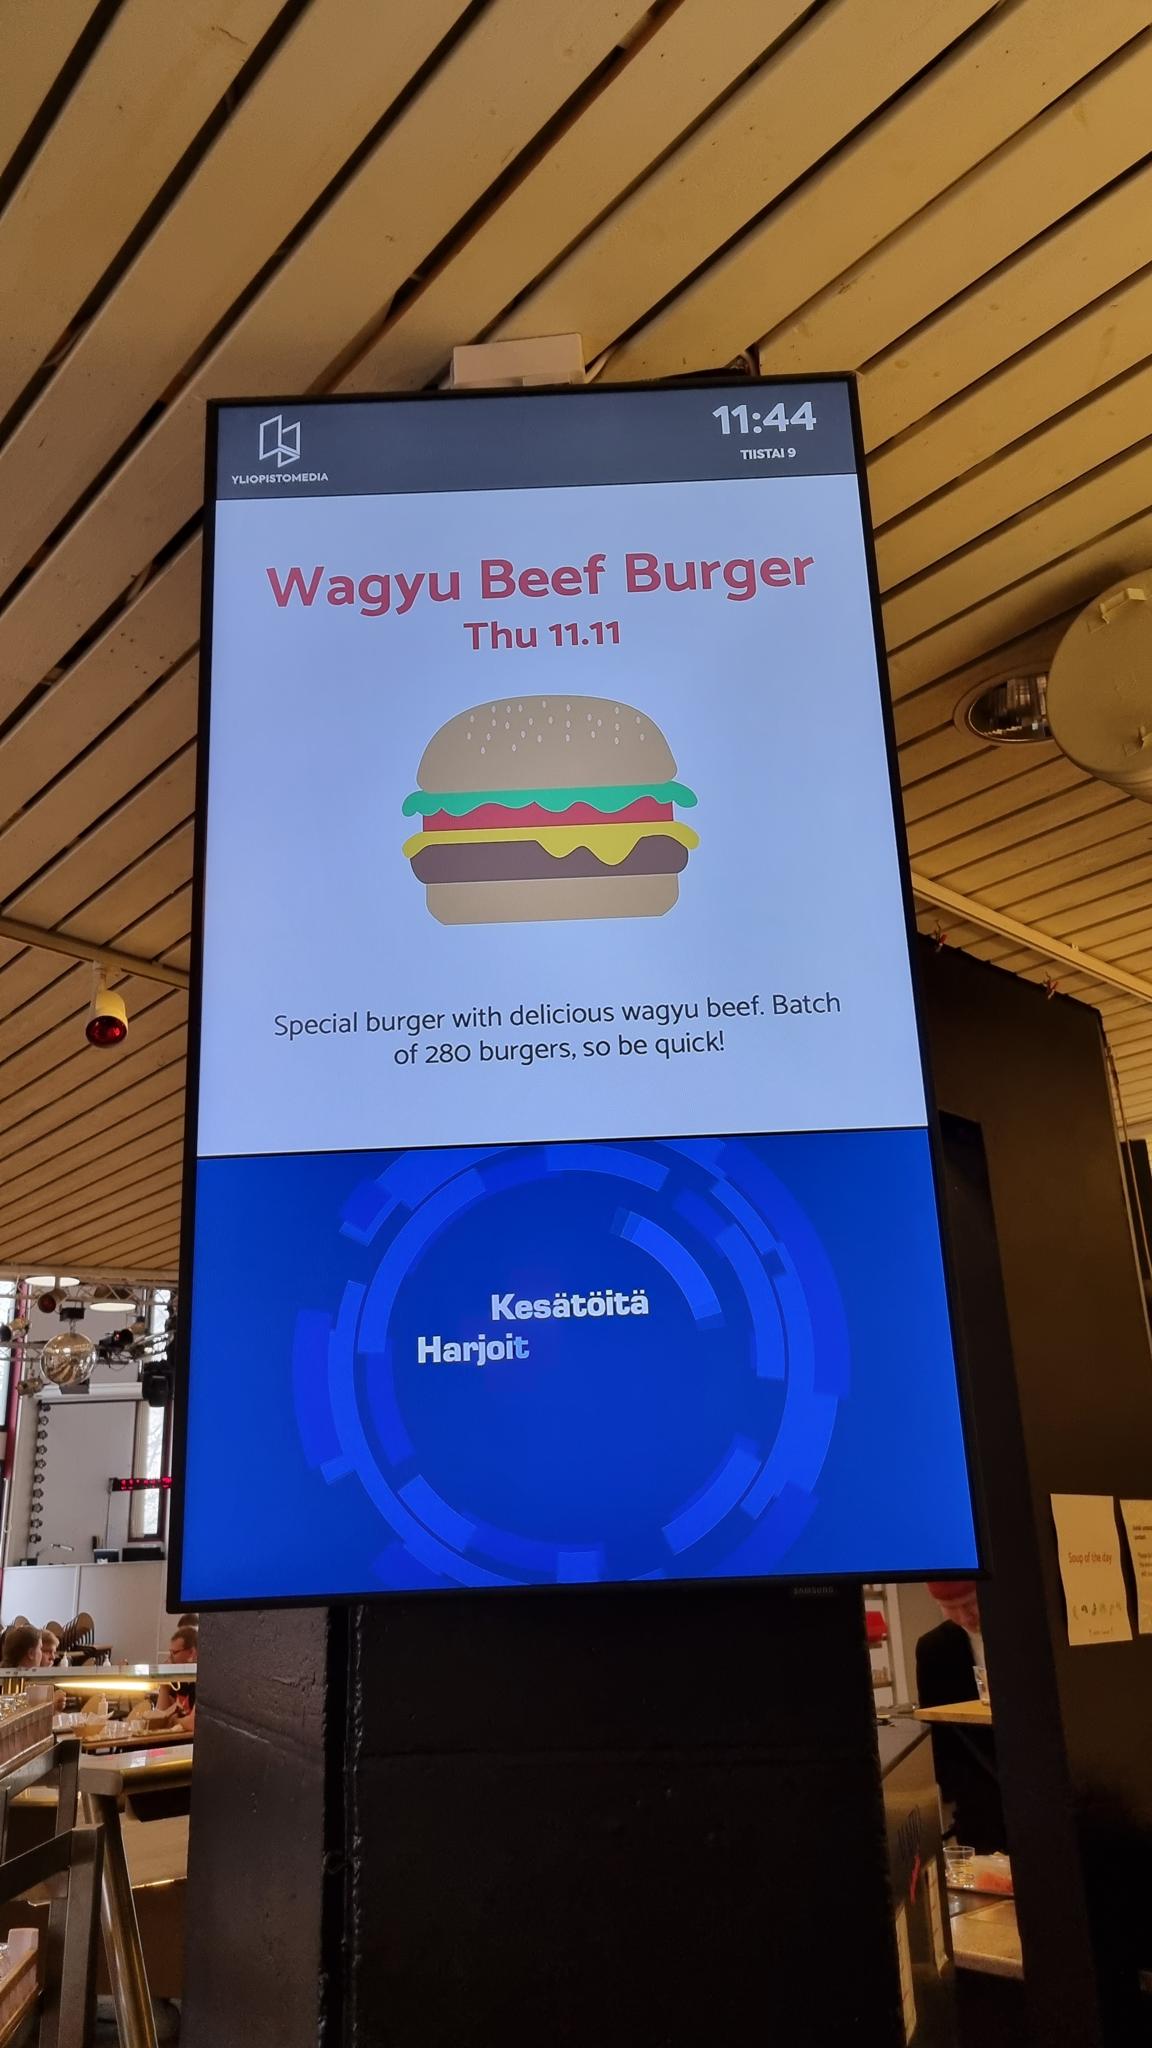 YLIOPISTOMEDIA
11:44
TIISTAI 9
Wagyu Beef Burger
Thu 11.11
Special burger with delicious wagyu beef. Batch
of 280 burgers, so be quick!
Kesätöitä
Harjoit
SAMSUNG
Soup of the day